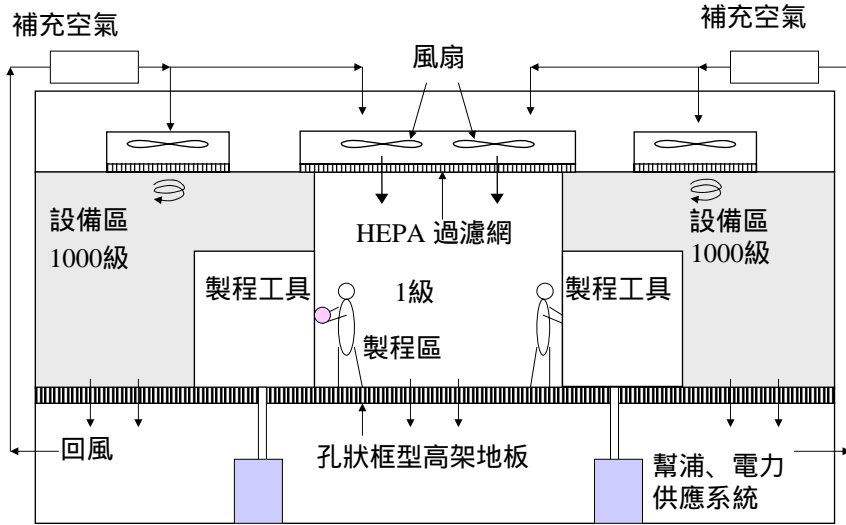 補充空氣
補充空氣
風扇
設備區
1000級
HEPA 過濾網
設備區
1000級
製程工具
1級
製程工具
製程區
回風
孔狀框型高架地板
幫浦、電力
供應系統